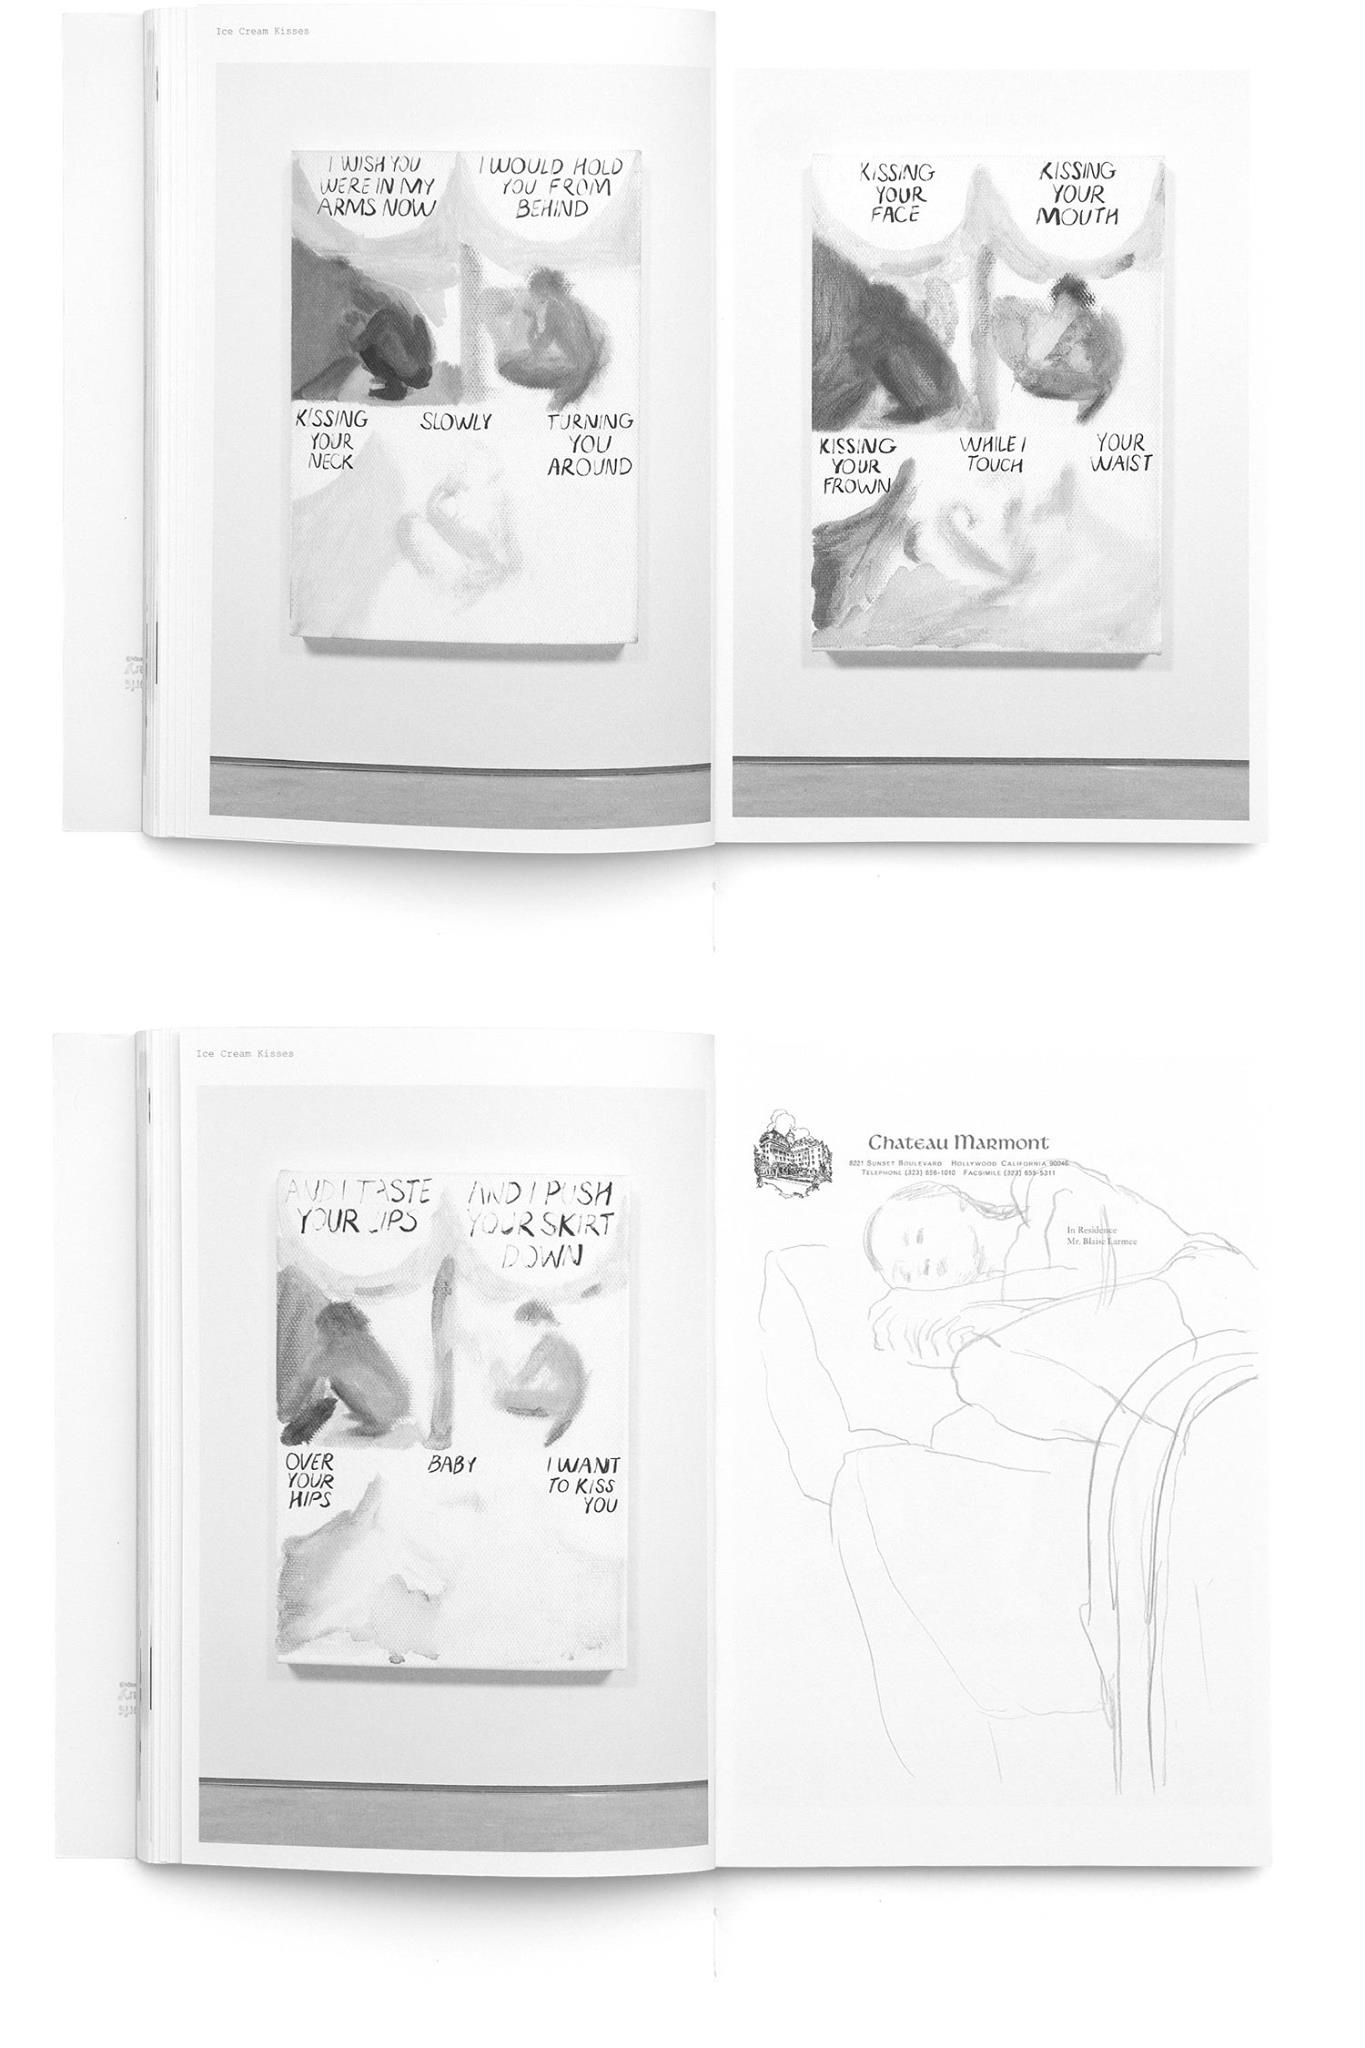 Ice Cream Kisses
I WISH YOU
WERE IN MY
ARMS NOW
I WOULD HOLD
YOU FROM
BEHIND
KISSING
YOUR
NECK
SLOWLY
TURNING
YOU
AROUND
KISSING
YOUR
FACE
KISSING
YOUR
MOUTH
KISSING
YOUR
FROWN
WHILE I
TOUCH
YOUR
WAIST
Ice Cream Kisses
AND I TASTE
YOUR LIPS
AND I PUSH
YOUR SKIRT
DOWN
OVER
YOUR
HIPS
BABY
I WANT
TO KISS
YOU
Chateau Marmont
8221 Sunset Boulevard Hollywood California 90046
Telephone (323) 656-1010 Facsimile (323) 655-5311
In Residence
Mr. Blaise Larmee